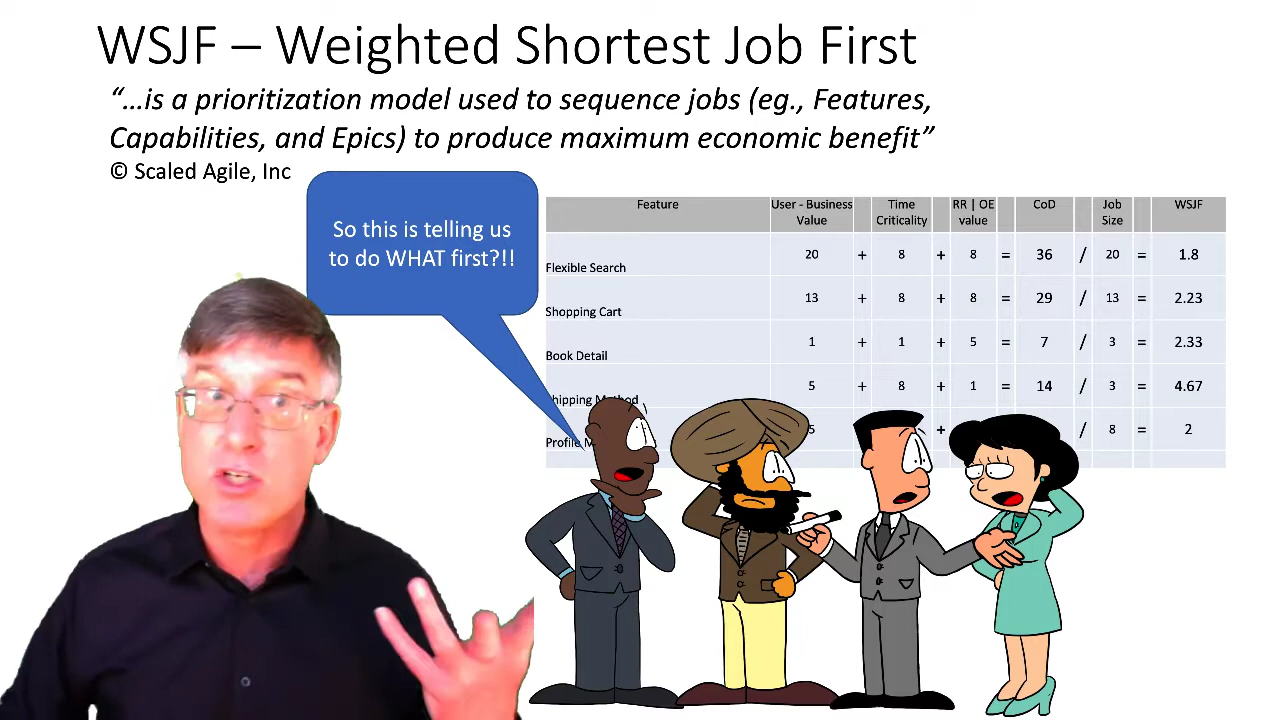 WSJF – Weighted Shortest Job First
“…is a prioritization model used to sequence jobs (eg., Features,
Capabilities, and Epics) to produce maximum economic benefit”
© Scaled Agile, Inc
So this is telling us
to do WHAT first?!!
Feature User - Business Value Time Criticality RR | OE value CoD Job Size WSJF
Flexible Search 20 + 8 + 8 = 36 / 20 = 1.8
Shopping Cart 13 + 8 + 8 = 29 / 13 = 2.23
Book Detail 1 + 1 + 5 = 7 / 3 = 2.33
Shipping Method 5 + 8 + 1 = 14 / 3 = 4.67
Profile 5 + / 8 = 2